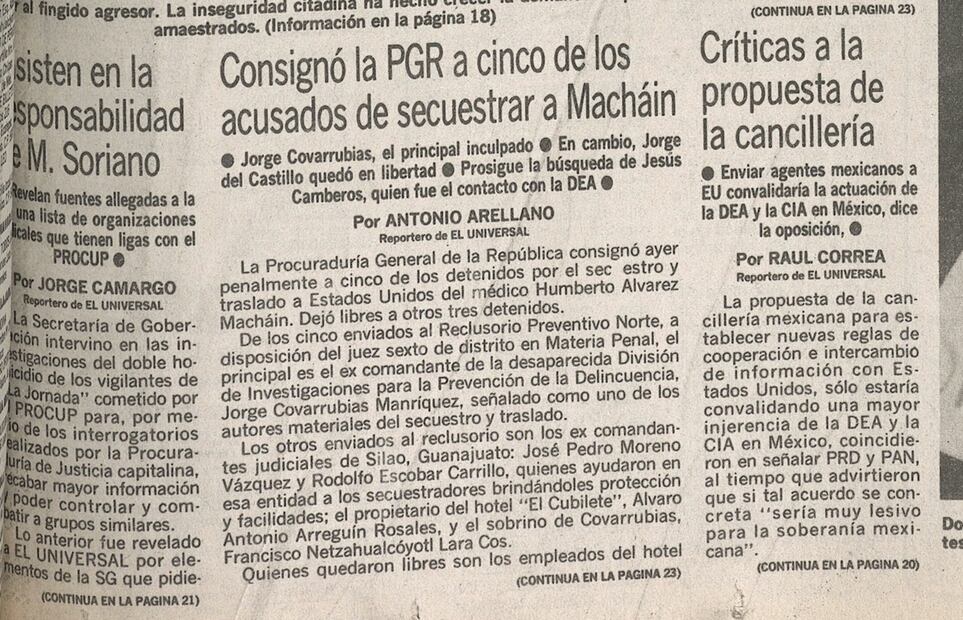 al fingido agresor. La inseguridad citadina ha hecho
amaestrados. (Información en la página 18)
(CONTINUA EN LA PAGINA 23)
sisten en la
sponsabilidad
e M. Soriano
Revelan fuentes allegadas a la
una lista de organizaciones
icales que tienen ligas con el
PROCUP ●
Por JORGE CAMARGO
Reportero de EL UNIVERSAL
La Secretaría de Gober-
ción intervino en las in-
stigaciones del doble ho-
icidio de los vigilantes de
La Jornada" cometido por
PROCUP para, por me-
io de los interrogatorios
ealizados por la Procura-
uría de Justicia capitalina,
ecabar mayor información
poder controlar y com-
batir a grupos similares.
Lo anterior fue revelado
a EL UNIVERSAL por ele-
mentos de la SG que pidie-
(CONTINUA EN LA PAGINA 21)
Consignó la PGR a cinco de los
acusados de secuestrar a Macháin
● Jorge Covarrubias, el principal inculpado ● En cambio, Jorge
del Castillo quedó en libertad ● Prosigue la búsqueda de Jesús
Camberos, quien fue el contacto con la DEA ●
Por ANTONIO ARELLANO
Reportero de EL UNIVERSAL
La Procuraduría General de la República consignó ayer
penalmente a cinco de los detenidos por el sec estro y
traslado a Estados Unidos del médico Humberto Alvarez
Macháin. Dejó libres a otros tres detenidos.
De los cinco enviados al Reclusorio Preventivo Norte, a
disposición del juez sexto de distrito en Materia Penal, el
principal es el ex comandante de la desaparecida División
de Investigaciones para la Prevención de la Delincuencia,
Jorge Covarrubias Manríquez, señalado como uno de los
autores materiales del secuestro y traslado.
Los otros enviados al reclusorio son los ex comandan-
tes judiciales de Silao, Guanajuato: José Pedro Moreno
Vázquez y Rodolfo Escobar Carrillo, quienes ayudaron en
esa entidad a los secuestradores brindándoles protección
y facilidades; el propietario del hotel "El Cubilete", Alvaro
Antonio Arreguín Rosales, y el sobrino de Covarrubias,
Francisco Netzahualcóyotl Lara Cos.
Quienes quedaron libres son los empleados del hotel
(CONTINUA EN LA PAGINA 23)
Críticas a la
propuesta de
la cancillería
● Enviar agentes mexicanos a
EU convalidaría la actuación de
la DEA y la CIA en México, dice
la oposición, ●
Por RAUL CORREA
Reportero de EL UNIVERSAL
La propuesta de la can-
cillería mexicana para es-
tablecer nuevas reglas de
cooperación e intercambio
de información con Es-
tados Unidos, sólo estaría
convalidando una mayor
injerencia de la DEA y la
CIA en México, coincidie-
ron en señalar PRD y PAN,
al tiempo que advirtieron
que si tal acuerdo se con-
creta "sería muy lesivo
para la soberanía mexi-
cana".
(CONTINUA EN LA PAGINA 20)
Do
tes